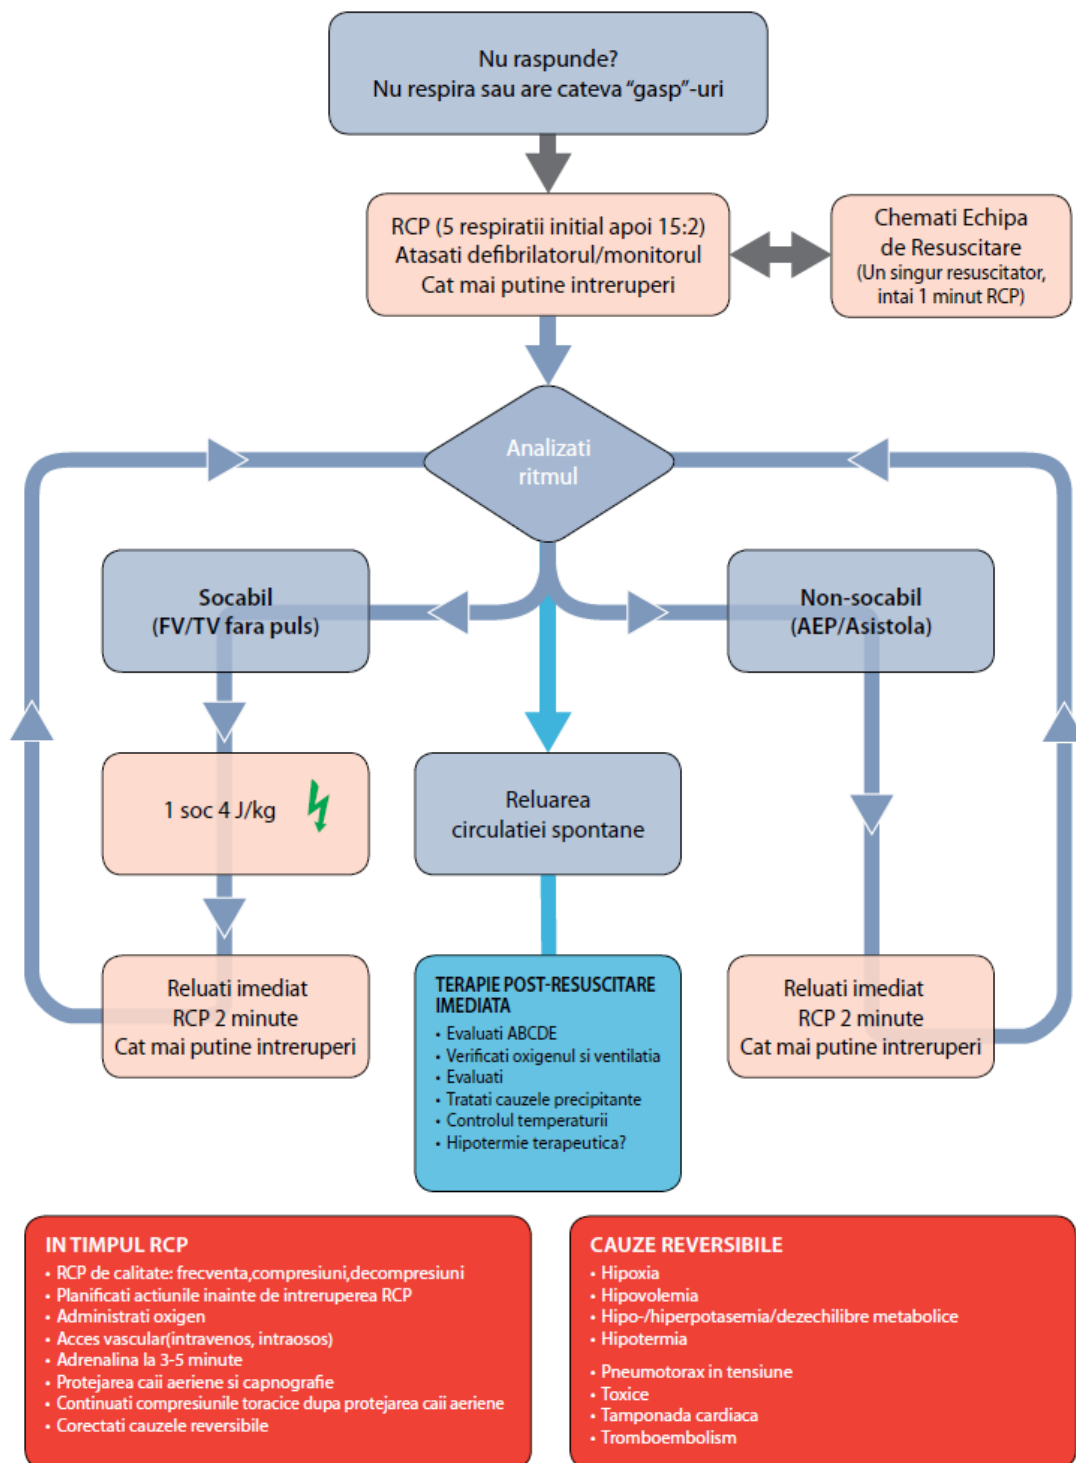 Nu raspunde?
Nu respira sau are cateva “gasp”-uri
RCP (5 respiratii initial apoi 15:2)
Atasati defibrilatorul/monitorul
Cat mai putine intreruperi
Chemati Echipa
de Resuscitare
(Un singur resuscitator,
intai 1 minut RCP)
Analizati
ritmul
Socabil
(FV/TV fara puls)
Non-socabil
(AEP/Asistola)
1 soc 4 J/kg
Reluarea
circulatiei spontane
Reluati imediat
RCP 2 minute
Cat mai putine intreruperi
TERAPIE POST-RESUSCITARE
IMEDIATA
• Evaluati ABCDE
• Verificati oxigenul si ventilatia
• Evaluati
• Tratati cauzele precipitante
• Controlul temperaturii
• Hipotermie terapeutica?
Reluati imediat
RCP 2 minute
Cat mai putine intreruperi
IN TIMPUL RCP
• RCP de calitate: frecventa,compresiuni,decompresiuni
• Planificati actiunile inainte de intreruperea RCP
• Administrati oxigen
• Acces vascular(intravenos, intraosos)
• Adrenalina la 3-5 minute
• Protejarea caii aeriene si capnografie
• Continuati compresiunile toracice dupa protejarea caii aeriene
• Corectati cauzele reversibile
CAUZE REVERSIBILE
• Hipoxia
• Hipovolemia
• Hipo-/hiperpotasemia/dezechilibre metabolice
• Hipotermia
• Pneumotorax in tensiune
• Toxice
• Tamponada cardiaca
• Tromboembolism